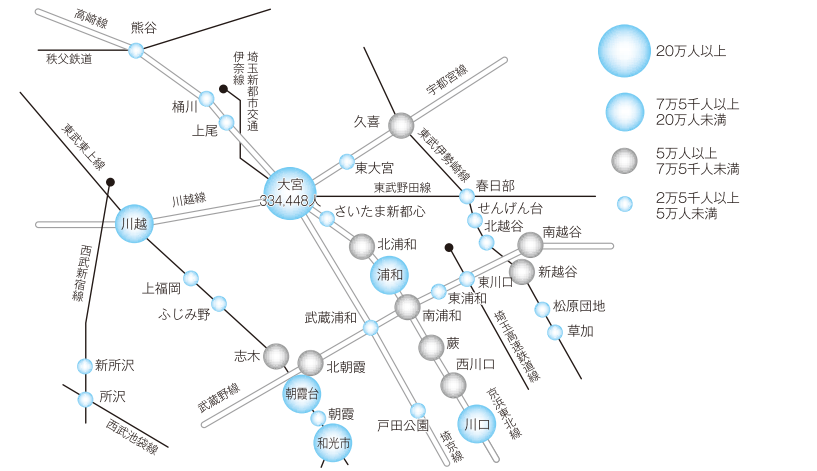 高崎線
熊谷
秩父鉄道
埼玉新都市交通
伊奈線
桶川
上尾
宇都宮線
久喜
東武東上線
東武伊勢崎線
東大宮
大宮
334.448人
東武野田線
春日部
川越線
川越
さいたま新都心
せんげん台
北越谷
南越谷
北浦和
西武新宿線
浦和
新越谷
東川口
上福岡
東浦和
ふじみ野
武蔵浦和
南浦和
松原団地
草加
埼玉高速鉄道線
志木
蕨
北朝霞
西川口
新所沢
武蔵野線
朝霞台
京浜東北線
所沢
朝霞
戸田公園
川口
西武池袋線
和光市
埼京線
20万人以上
7万5千人以上
20万人未満
5万人以上
7万5千人未満
2万5千人以上
5万人未満